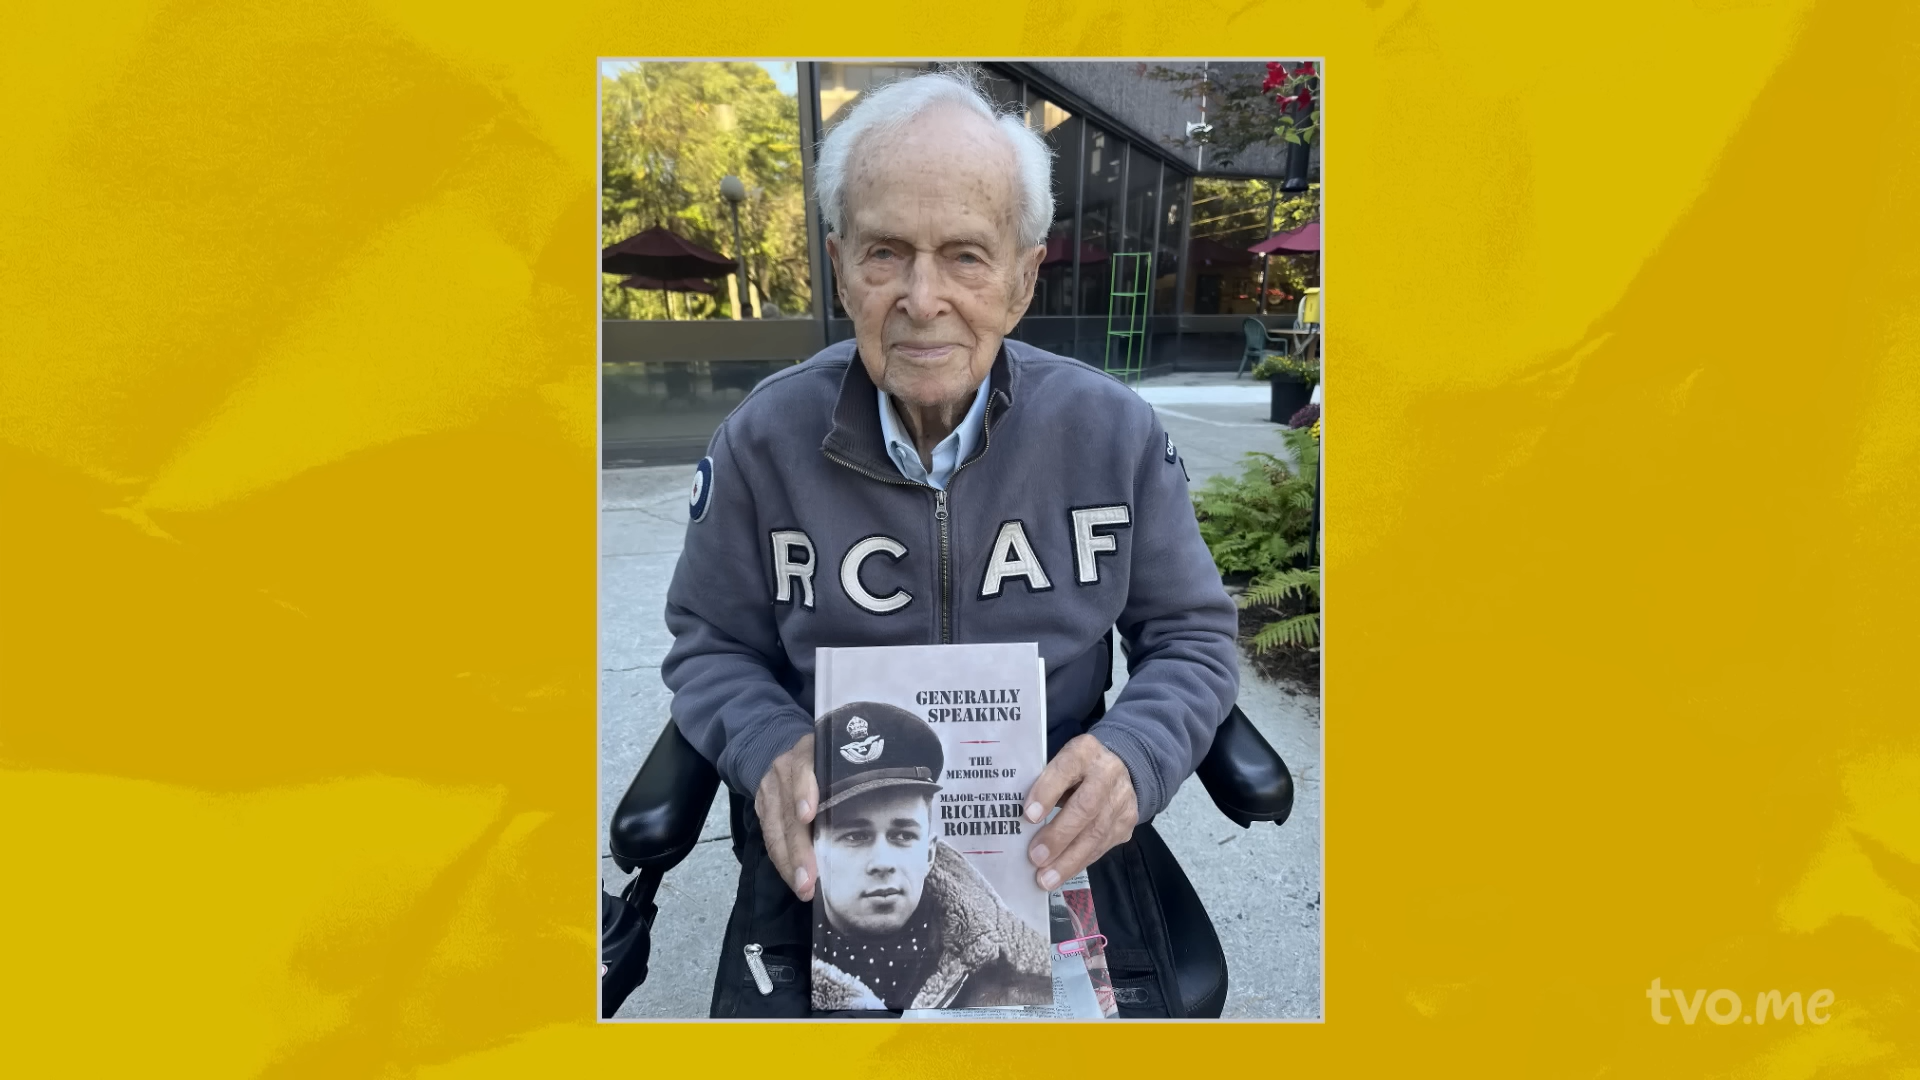 RCAF
GENERALLY
SPEAKING
THE
MEMOIRS OF
MAJOR-GENERAL
RICHARD
ROHMER
tvo.me